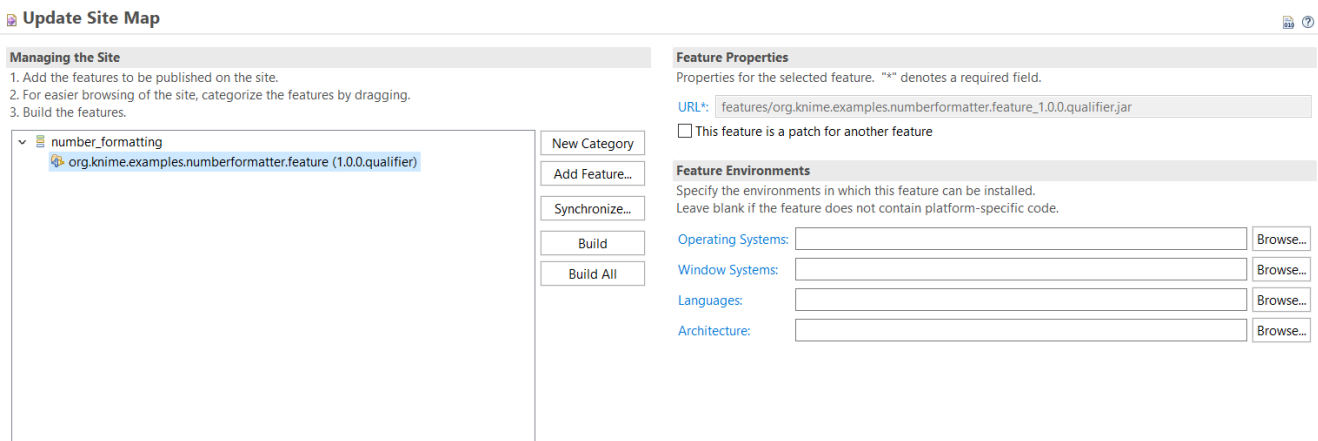 Update Site Map
Managing the Site
1. Add the features to be published on the site.
2. For easier browsing of the site, categorize the features by dragging.
3. Build the features.
number_formatting
org.knime.examples.numberformatter.feature (1.0.0.qualifier)
New Category
Add Feature...
Synchronize...
Build
Build All
Feature Properties
Properties for the selected feature. "*" denotes a required field.
URL*: features/org.knime.examples.numberformatter.feature_1.0.0.qualifier.jar
This feature is a patch for another feature
Feature Environments
Specify the environments in which this feature can be installed.
Leave blank if the feature does not contain platform-specific code.
Operating Systems: Browse...
Window Systems: Browse...
Languages: Browse...
Architecture: Browse...